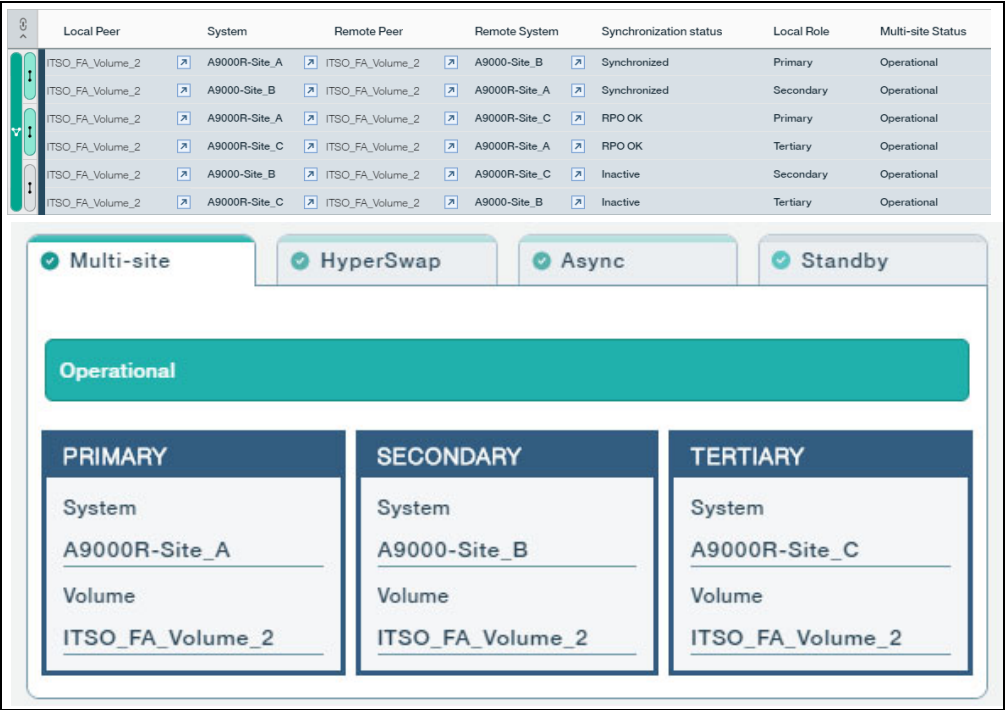 Local Peer System Remote Peer Remote System Synchronization status Local Role Multi-site Status
ITSO_FA_Volume_2 A9000R-Site_A ITSO_FA_Volume_2 A9000-Site_B Synchronized Primary Operational
ITSO_FA_Volume_2 A9000-Site_B ITSO_FA_Volume_2 A9000R-Site_A Synchronized Secondary Operational
ITSO_FA_Volume_2 A9000R-Site_A ITSO_FA_Volume_2 A9000R-Site_C RPO OK Primary Operational
ITSO_FA_Volume_2 A9000R-Site_C ITSO_FA_Volume_2 A9000R-Site_A RPO OK Tertiary Operational
ITSO_FA_Volume_2 A9000-Site_B ITSO_FA_Volume_2 A9000R-Site_C Inactive Secondary Operational
ITSO_FA_Volume_2 A9000R-Site_C ITSO_FA_Volume_2 A9000-Site_B Inactive Tertiary Operational
Multi-site HyperSwap Async Standby
Operational
PRIMARY SECONDARY TERTIARY
System System System
A9000R-Site_A A9000-Site_B A9000R-Site_C
Volume Volume Volume
ITSO_FA_Volume_2 ITSO_FA_Volume_2 ITSO_FA_Volume_2